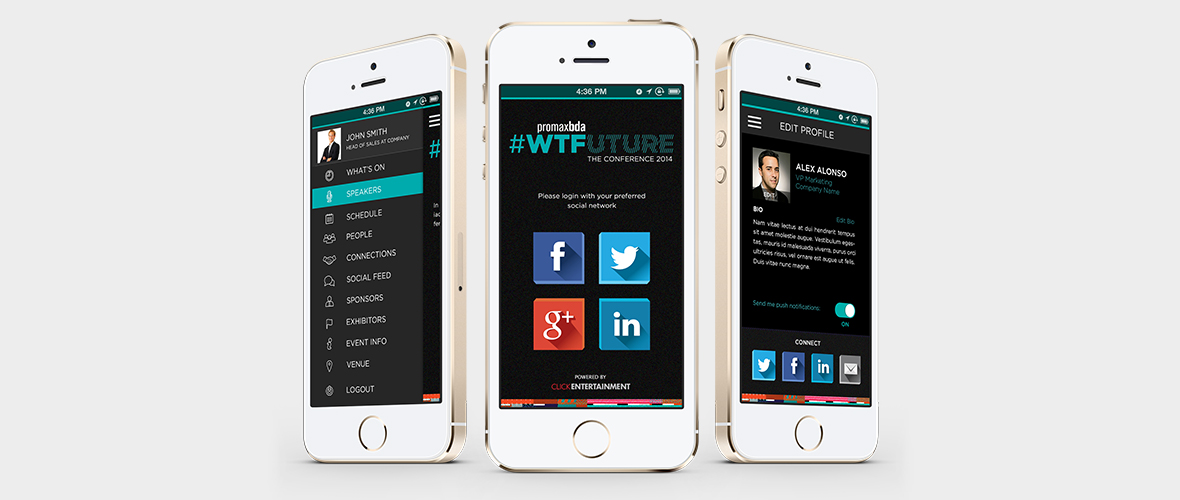 4:36 PM
JOHN SMITH
HEAD OF SALES AT COMPANY
WHAT'S ON
SPEAKERS
SCHEDULE
PEOPLE
CONNECTIONS
SOCIAL FEED
SPONSORS
EXHIBITORS
EVENT INFO
VENUE
LOGOUT
#
In
iac
fer
4:36 PM
promaxbda
#WTFUTURE
THE CONFERENCE 2014
Please login with your preferred
social network
f
g+
in
POWERED BY
CLICK ENTERTAINMENT
4:36 PM
EDIT PROFILE
EDIT
ALEX ALONSO
VP Marketing
Company Name
BIO
Edit Bio
Nam vitae lectus at dui hendrerit tempus
sit amet molestie augue. Vestibulum eges-
tas, mauris id malesuada viverra, purus orci
ultricies risus, vel ornare est augue ut felis.
Duis vitae nunc magna.
Send me push notifications:
ON
CONNECT
f
in